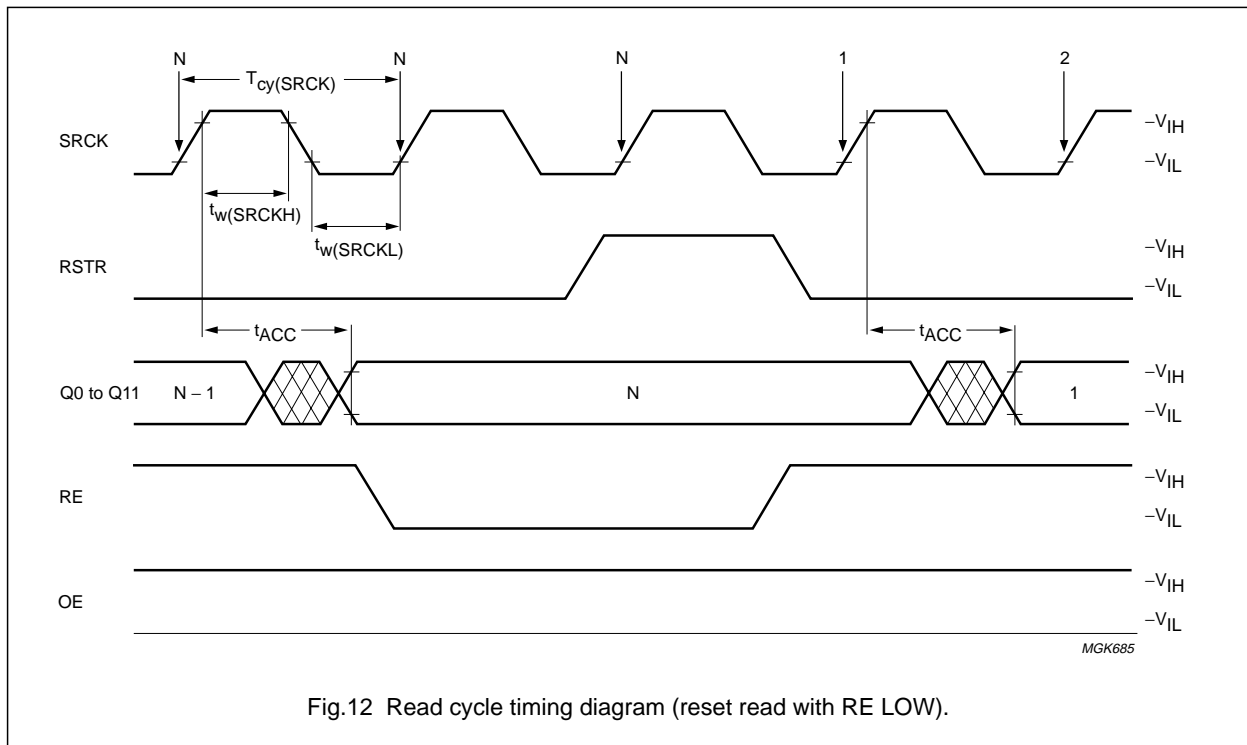 N N N 1 2
Tcy(SRCK)
SRCK
−VIH
−VIL
tw(SRCKH)
tw(SRCKL)
RSTR
−VIH
−VIL
tACC tACC
Q0 to Q11 N − 1 N 1
−VIH
−VIL
RE
−VIH
−VIL
OE
−VIH
−VIL
MGK685
Fig.12 Read cycle timing diagram (reset read with RE LOW).